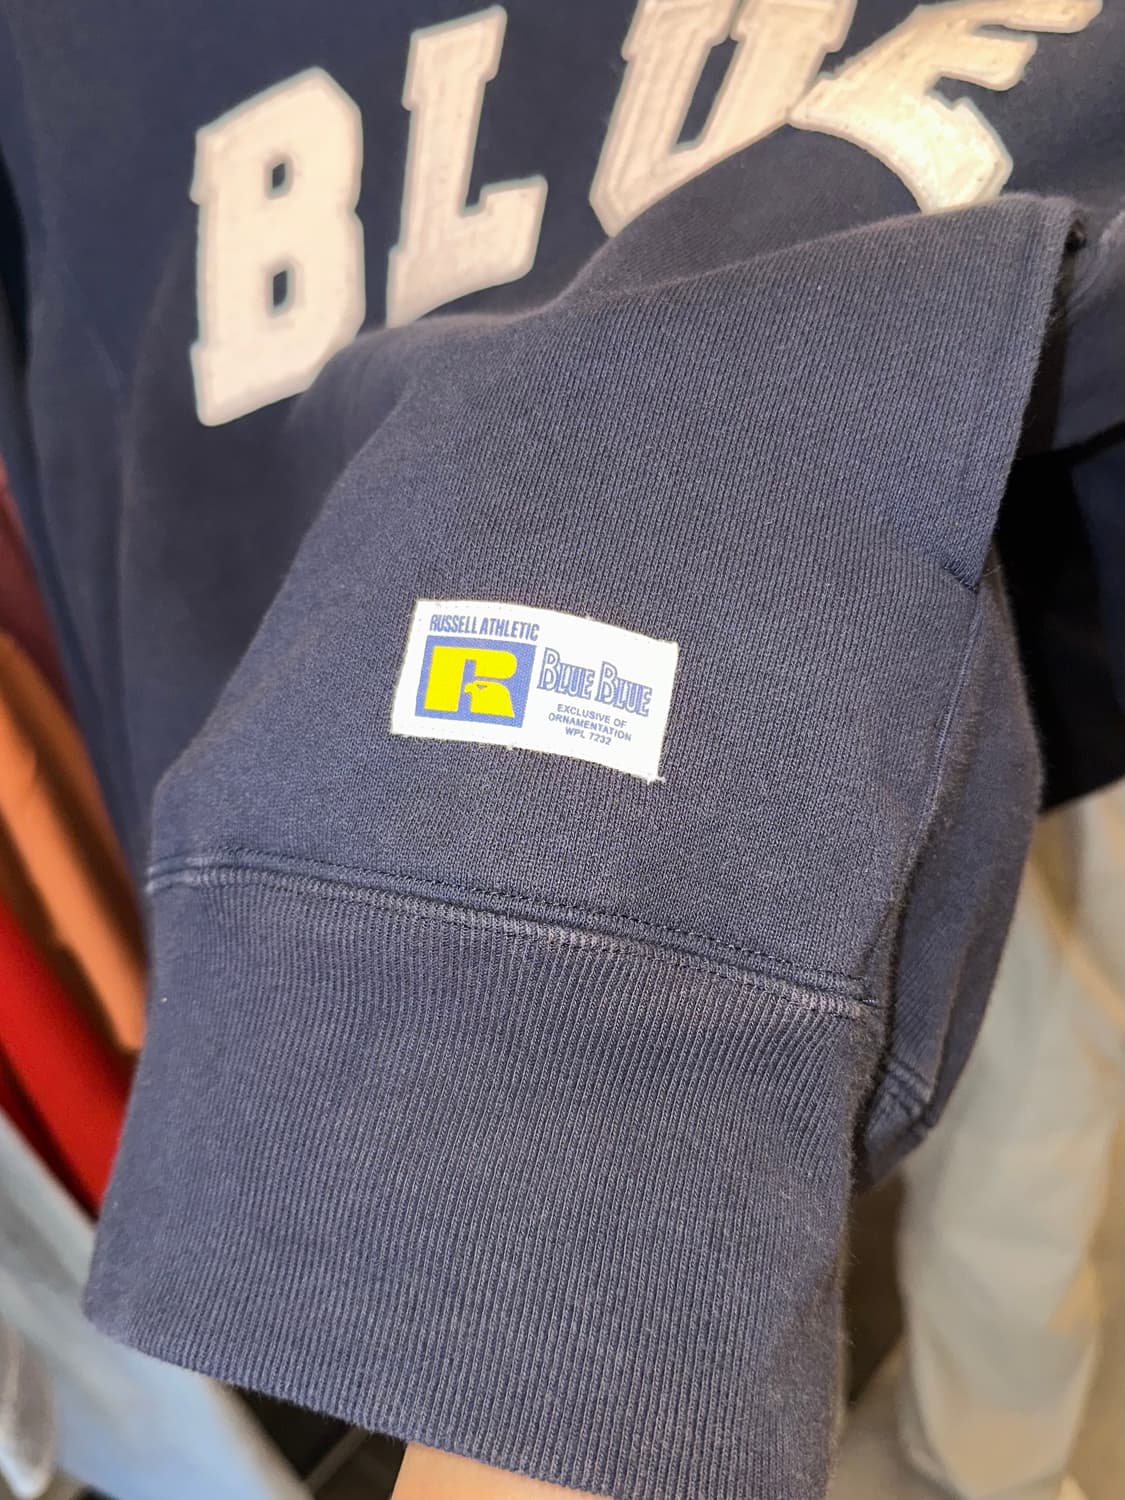 BLUE
RUSSELL ATHLETIC
R
BLUE BLUE
EXCLUSIVE OF
ORNAMENTATION
WPL 7232